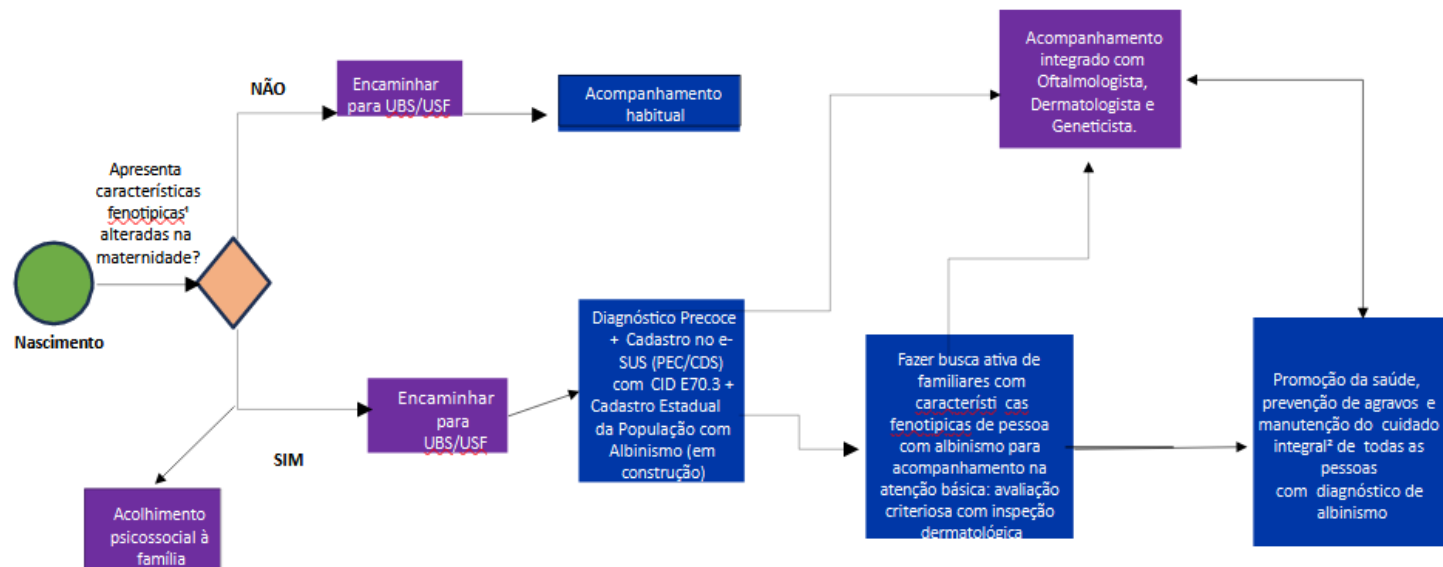 Apresenta
características
fenotipicas¹
alteradas na
maternidade?
Nascimento
NÃO
Encaminhar
para UBS/USF
Acompanhamento
habitual
SIM
Acolhimento
psicossocial à
família
Encaminhar
para
UBS/USF
Diagnóstico Precoce
+ Cadastro no e-
SUS (PEC/CDS)
com CID E70.3 +
Cadastro Estadual
da População com
Albinismo (em
construção)
Fazer busca ativa de
familiares com
característi cas
fenotipicas de pessoa
com albinismo para
acompanhamento na
atenção básica: avaliação
criteriosa com inspeção
dermatológica
Acompanhamento
integrado com
Oftalmologista,
Dermatologista e
Geneticista.
Promoção da saúde,
prevenção de agravos e
manutenção do cuidado
integral² de todas as
pessoas
com diagnóstico de
albinismo